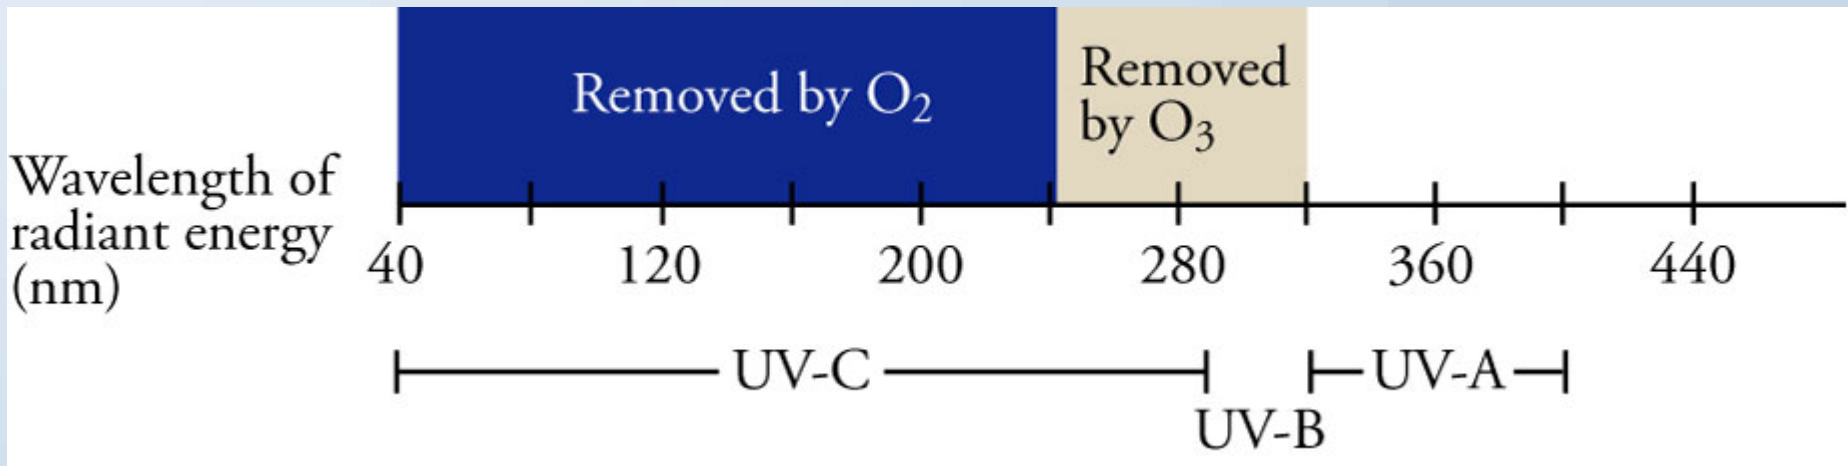 Removed by O₂
Removed
by O₃
Wavelength of
radiant energy
(nm)
40 120 200 280 360 440
UV-C UV-A
UV-B